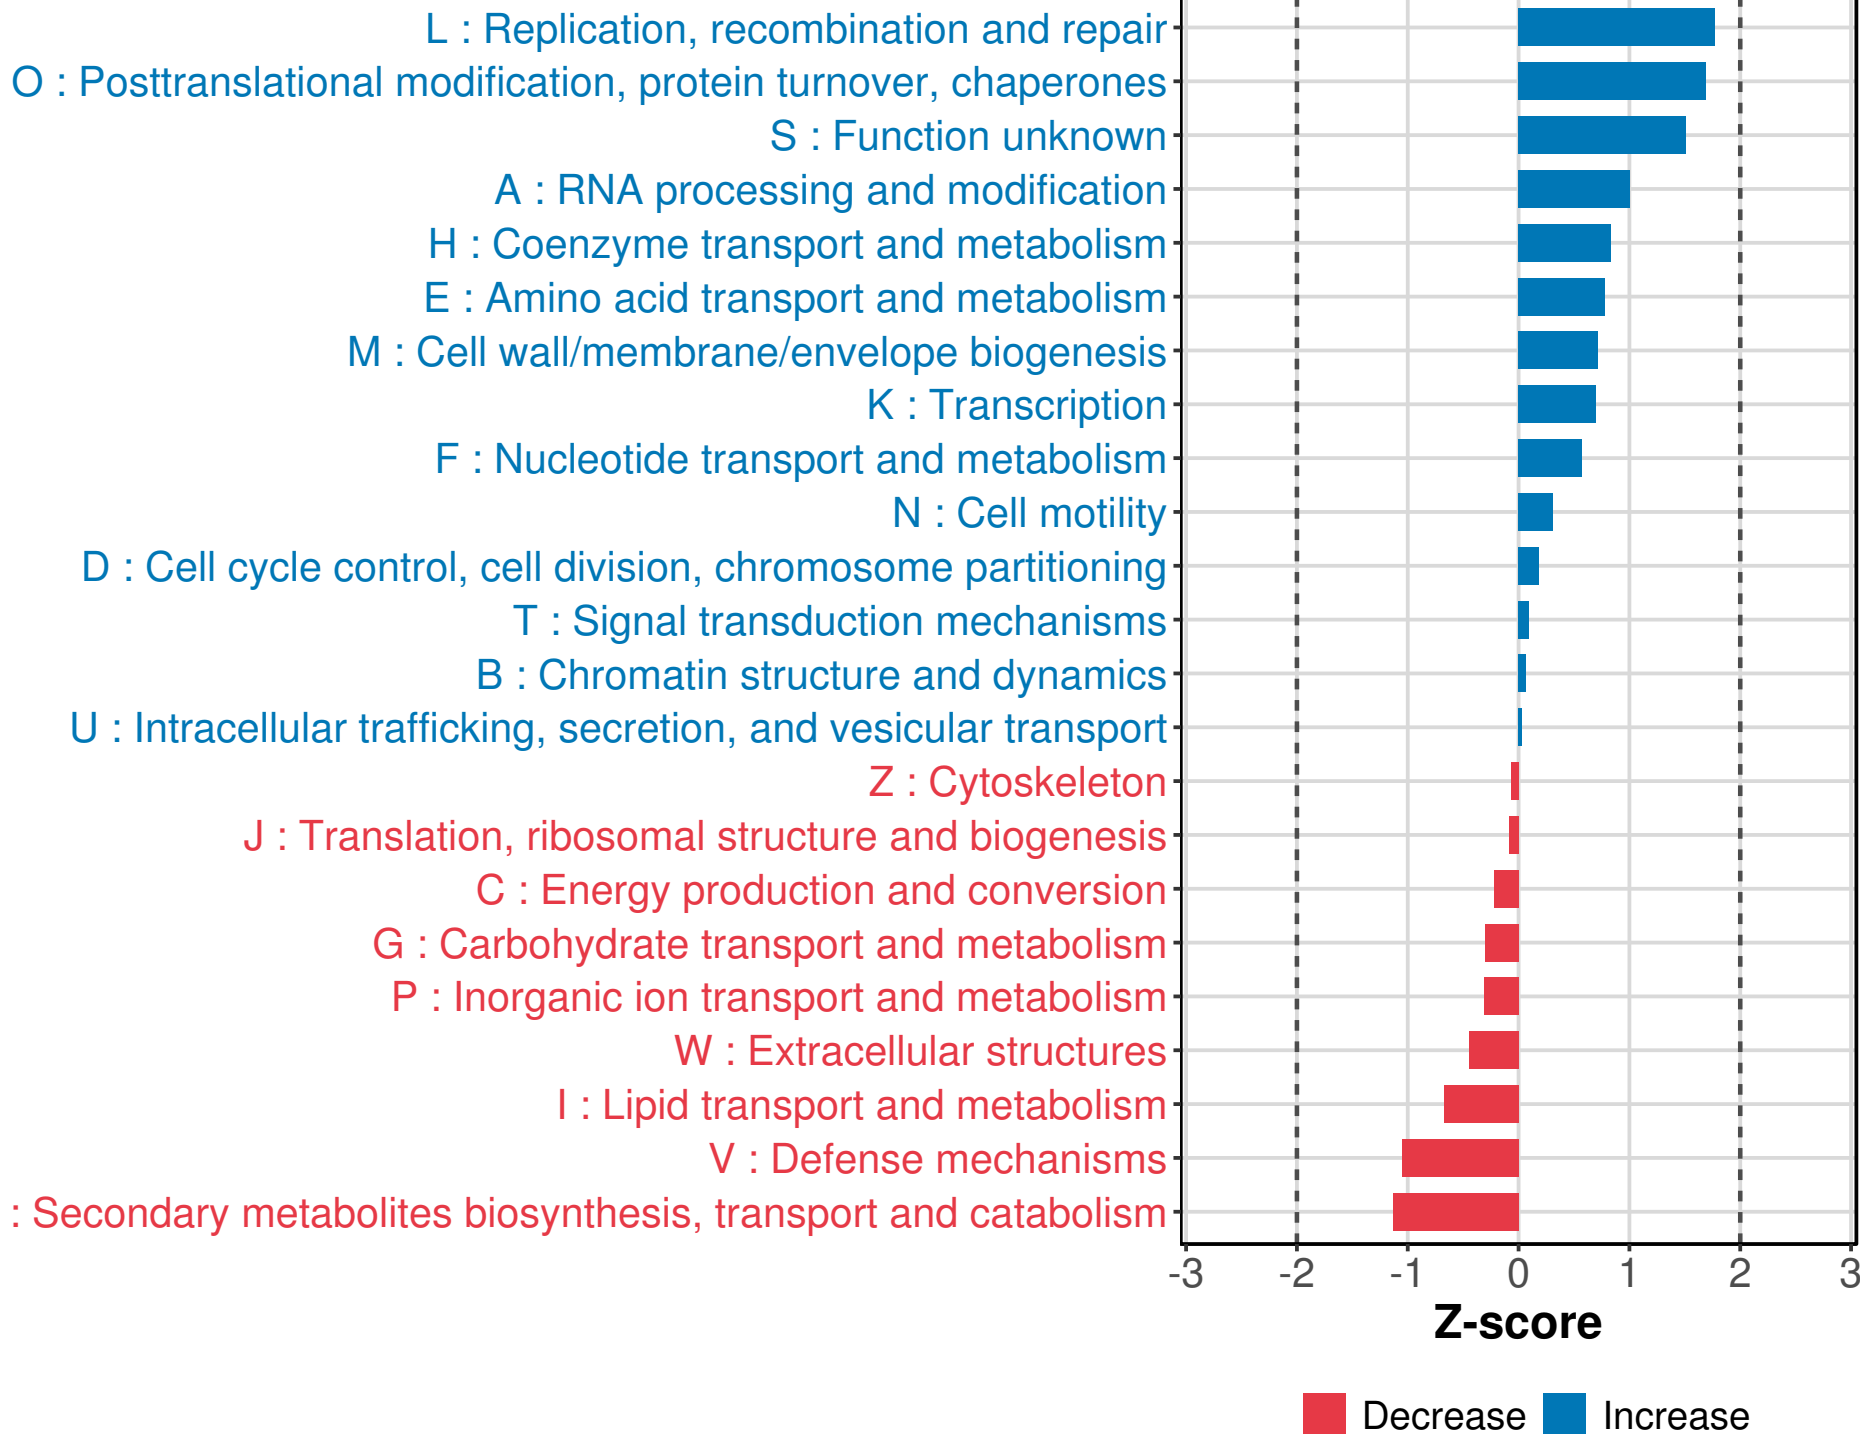 L : Replication, recombination and repair
O : Posttranslational modification, protein turnover, chaperones
S : Function unknown
A : RNA processing and modification
H : Coenzyme transport and metabolism
E : Amino acid transport and metabolism
M : Cell wall/membrane/envelope biogenesis
K : Transcription
F : Nucleotide transport and metabolism
N : Cell motility
D : Cell cycle control, cell division, chromosome partitioning
T : Signal transduction mechanisms
B : Chromatin structure and dynamics
U : Intracellular trafficking, secretion, and vesicular transport
Z : Cytoskeleton
J : Translation, ribosomal structure and biogenesis
C : Energy production and conversion
G : Carbohydrate transport and metabolism
P : Inorganic ion transport and metabolism
W : Extracellular structures
I : Lipid transport and metabolism
V : Defense mechanisms
: Secondary metabolites biosynthesis, transport and catabolism
-3 -2 -1 0 1 2 3
Z-score
Decrease Increase